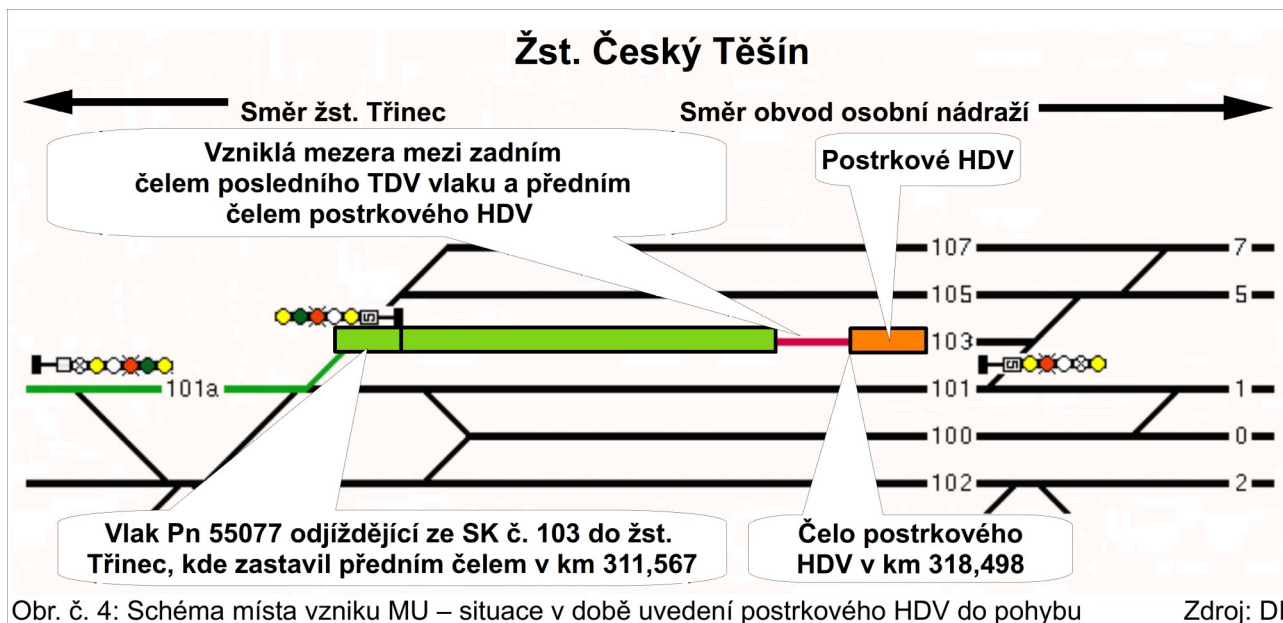 Žst. Český Těšín
Směr žst. Třinec
Směr obvod osobní nádraží
Vzniklá mezera mezi zadním
čelem posledního TDV vlaku a předním
čelem postrkového HDV
Postrkové HDV
107
7
105
5
103
101a
101
1
100
0
102
2
Vlak Pn 55077 odjíždějící ze SK č. 103 do žst.
Třinec, kde zastavil předním čelem v km 311,567
Čelo postrkového
HDV v km 318,498
Obr. č. 4: Schéma místa vzniku MU – situace v době uvedení postrkového HDV do pohybu
Zdroj: DI